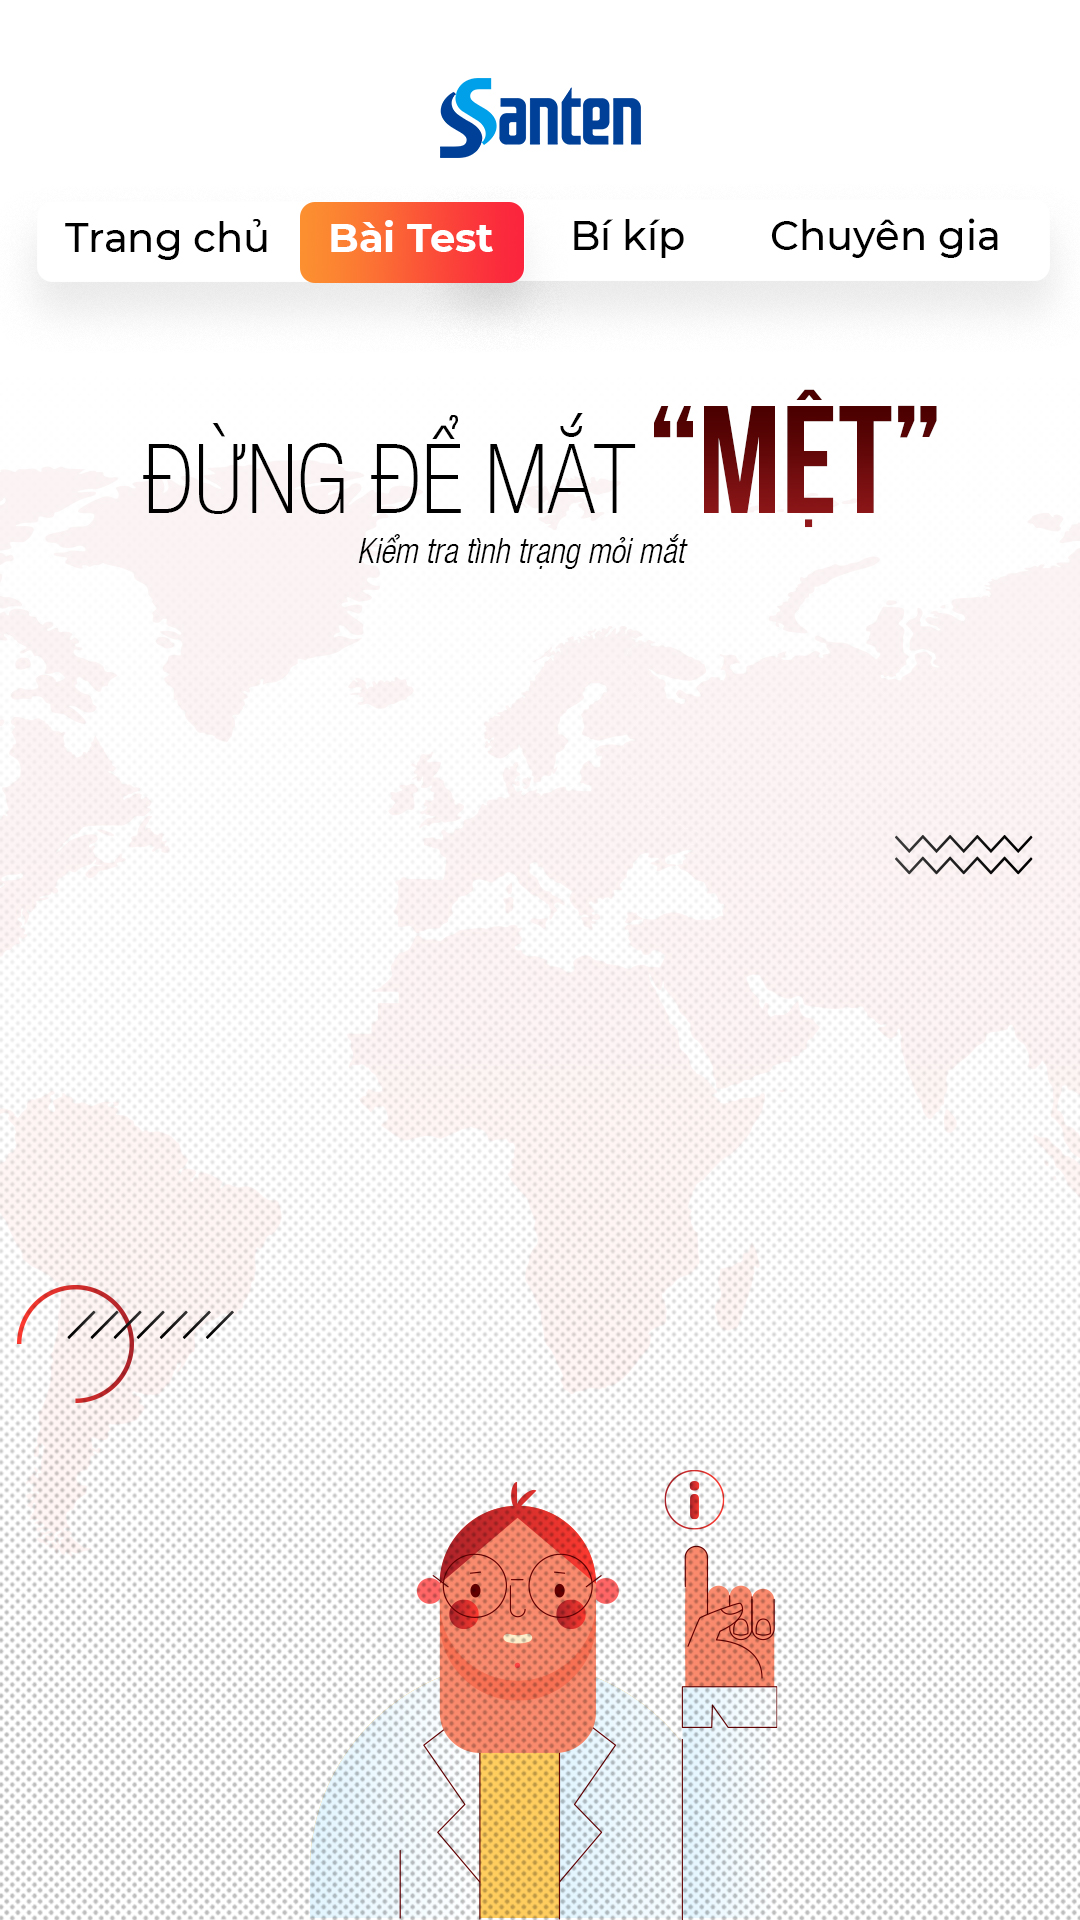 Santen
Trang chủ Bài Test Bí kíp Chuyên gia
ĐỪNG ĐỂ MẮT “MỆT”
Kiểm tra tình trạng mỏi mắt
i